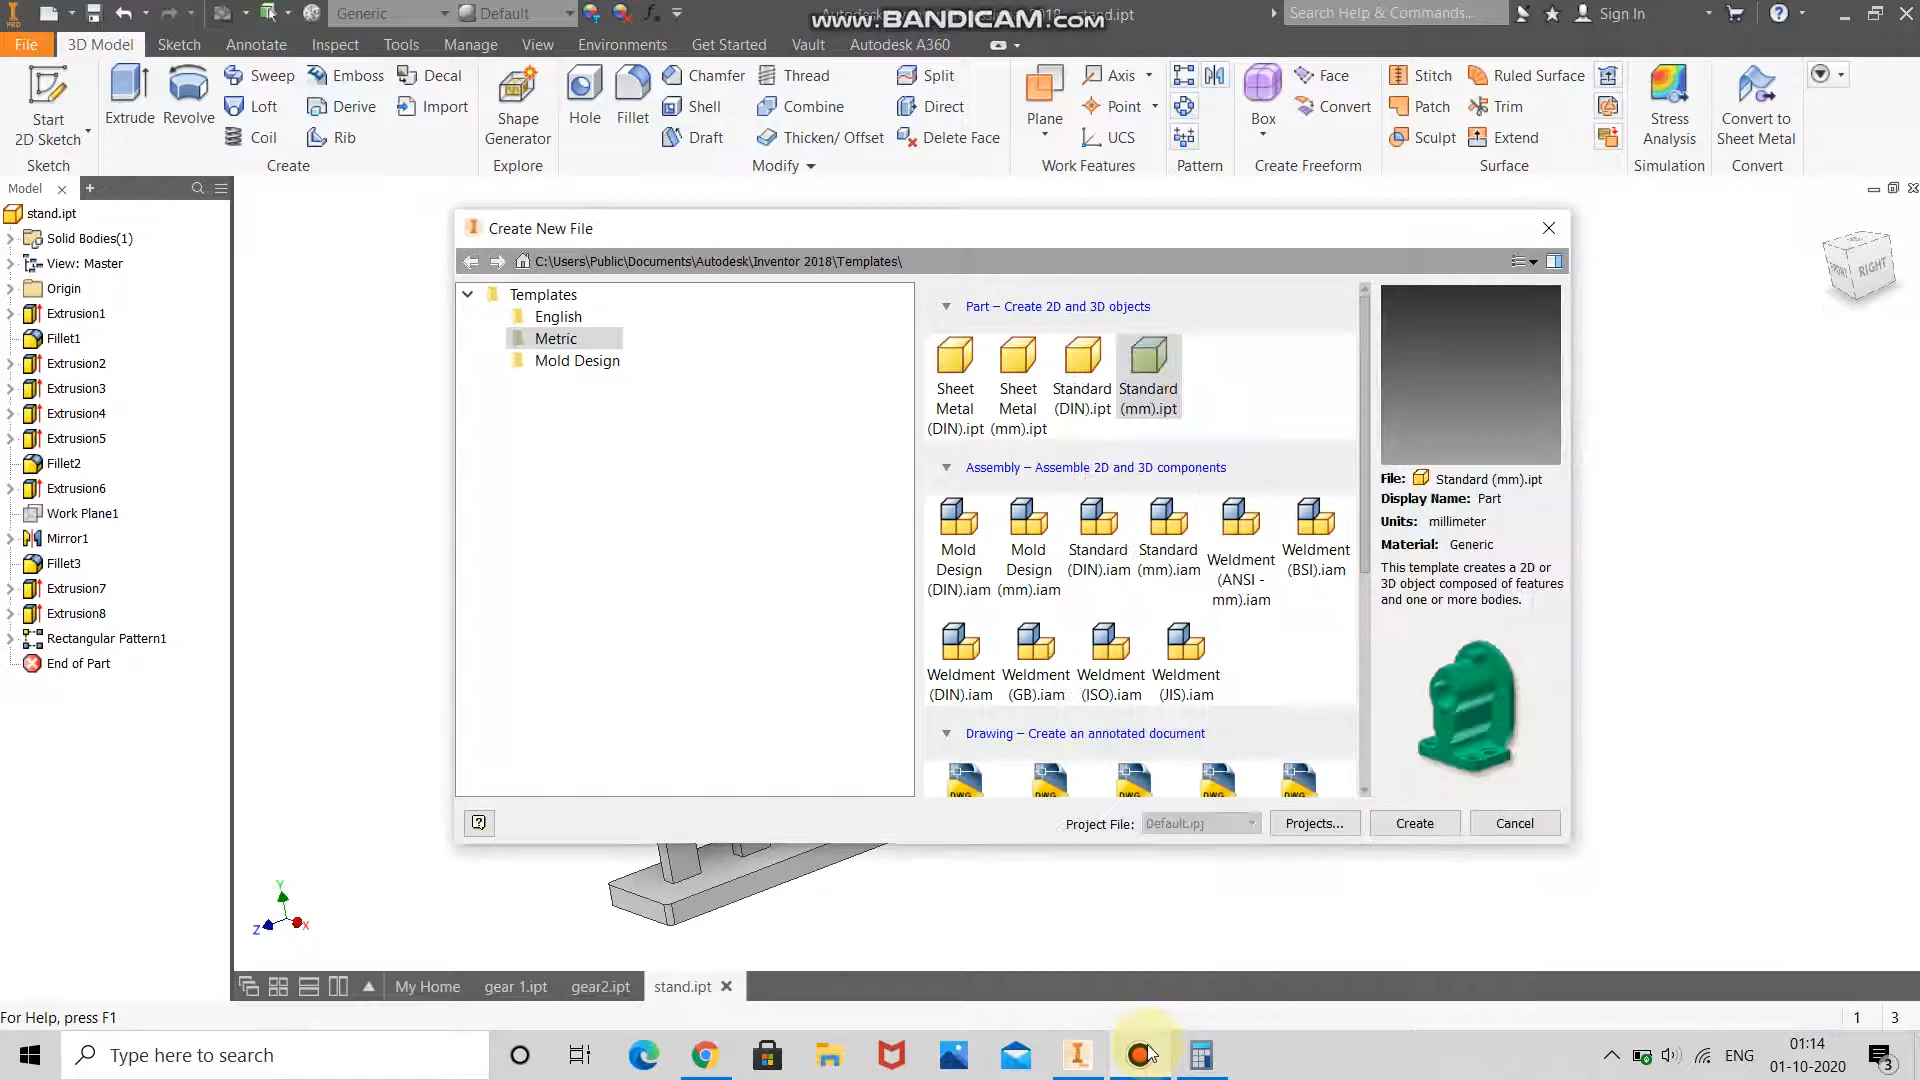 PRO
Generic
Default
fx
www.BANDICAM.com
stand.ipt
Search Help & Commands...
Sign In
File
3D Model
Sketch
Annotate
Inspect
Tools
Manage
View
Environments
Get Started
Vault
Autodesk A360
Start
2D Sketch
Extrude
Revolve
Sweep
Loft
Coil
Emboss
Derive
Rib
Decal
Import
Shape
Generator
Hole
Fillet
Chamfer
Shell
Draft
Thread
Combine
Thicken/ Offset
Split
Direct
Delete Face
Plane
Axis
Point
UCS
Box
Face
Convert
Stitch
Patch
Sculpt
Ruled Surface
Trim
Extend
Stress
Analysis
Convert to
Sheet Metal
Sketch
Create
Explore
Modify
Work Features
Pattern
Create Freeform
Surface
Simulation
Convert
Model
stand.ipt
Solid Bodies(1)
View: Master
Origin
Extrusion1
Fillet1
Extrusion2
Extrusion3
Extrusion4
Extrusion5
Fillet2
Extrusion6
Work Plane1
Mirror1
Fillet3
Extrusion7
Extrusion8
Rectangular Pattern1
End of Part
Create New File
C:\Users\Public\Documents\Autodesk\Inventor 2018\Templates\
Templates
English
Metric
Mold Design
Part – Create 2D and 3D objects
Sheet
Metal
(DIN).ipt
Sheet
Metal
(mm).ipt
Standard
(DIN).ipt
Standard
(mm).ipt
Assembly – Assemble 2D and 3D components
Mold
Design
(DIN).iam
Mold
Design
(mm).iam
Standard
(DIN).iam
Standard
(mm).iam
Weldment
(ANSI -
mm).iam
Weldment
(BSI).iam
Weldment
(DIN).iam
Weldment
(GB).iam
Weldment
(ISO).iam
Weldment
(JIS).iam
Drawing – Create an annotated document
DWG
DWG
DWG
DWG
DWG
File: Standard (mm).ipt
Display Name: Part
Units: millimeter
Material: Generic
This template creates a 2D or
3D object composed of features
and one or more bodies.
Project File:
Default.ipj
Projects...
Create
Cancel
FRONT
RIGHT
Y
Z
X
My Home
gear 1.ipt
gear2.ipt
stand.ipt
For Help, press F1
1
3
Type here to search
ENG
01:14
01-10-2020
3